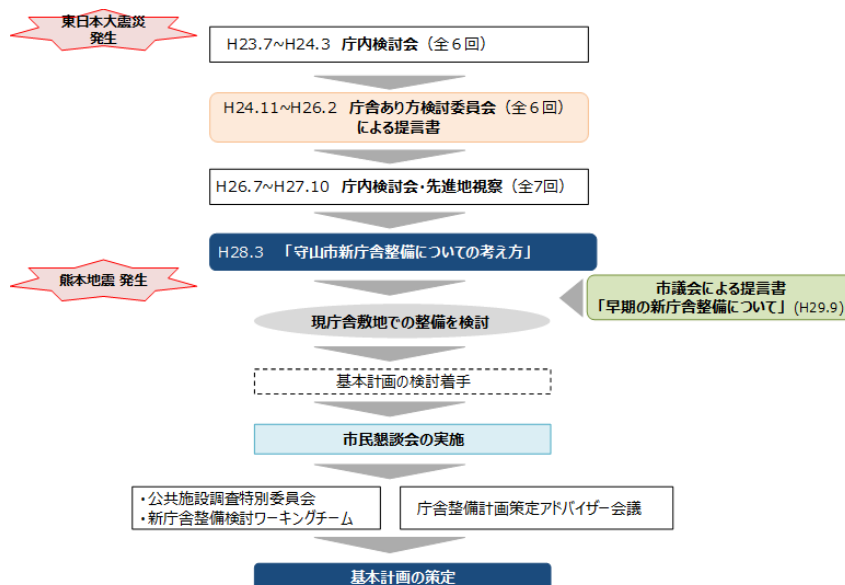 東日本大震災
発生
H23.7~H24.3 庁内検討会（全６回）
H24.11~H26.2 庁舎あり方検討委員会（全６回）
による提言書
H26.7~H27.10 庁内検討会・先進地視察（全7回）
H28.3 「守山市新庁舎整備についての考え方」
熊本地震 発生
市議会による提言書
「早期の新庁舎整備について」(H29.9)
現庁舎敷地での整備を検討
基本計画の検討着手
市民懇談会の実施
・公共施設調査特別委員会
・新庁舎整備検討ワーキングチーム
庁舎整備計画策定アドバイザー会議
基本計画の策定